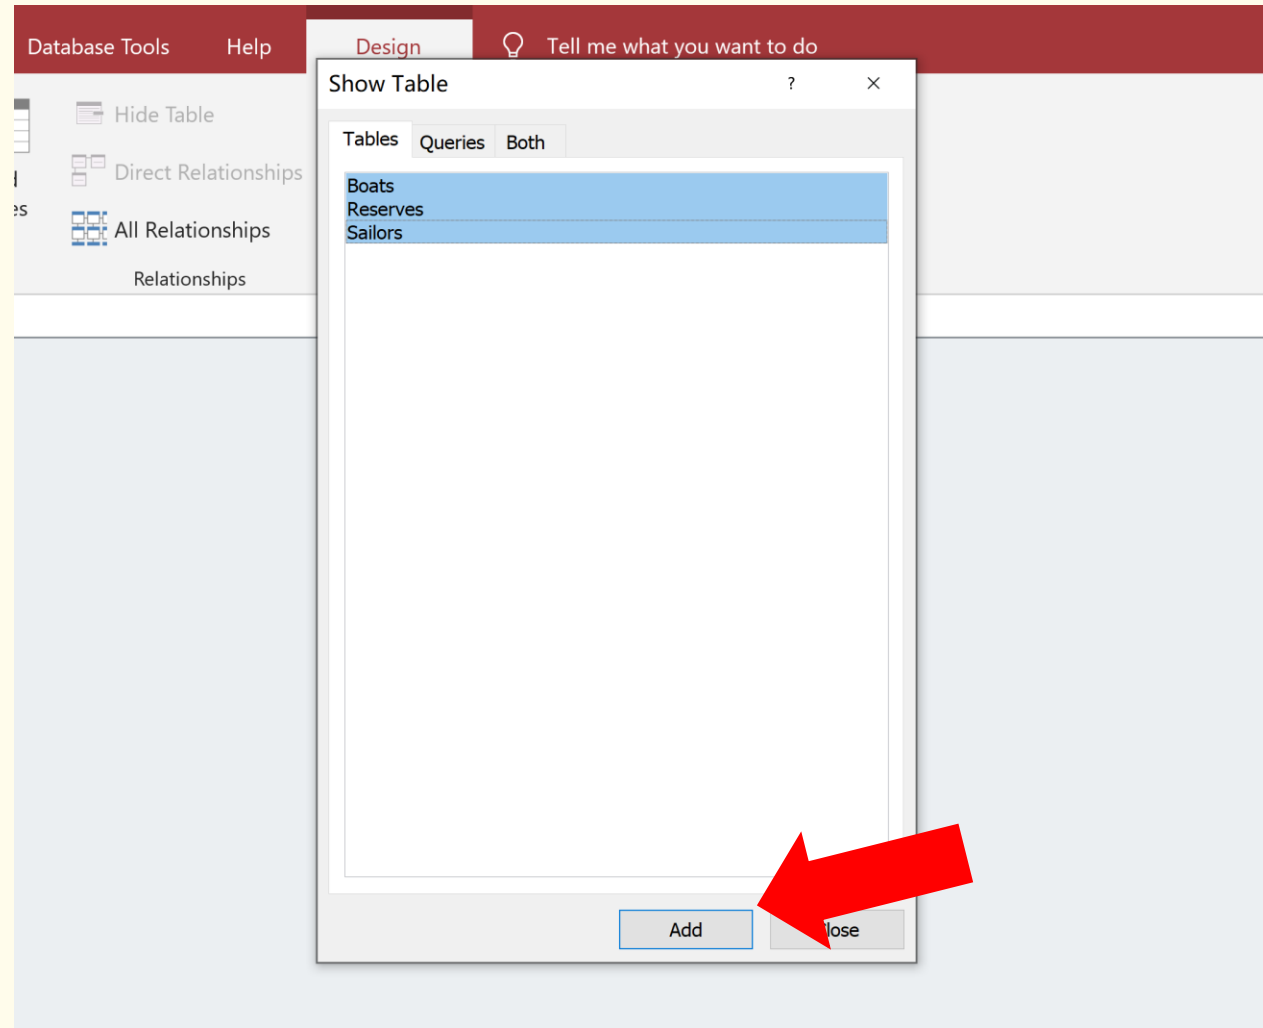 Database Tools Help Design Tell me what you want to do
Show Table ? ×
Hide Table
Tables Queries Both
Direct Relationships
Boats
es
Reserves
All Relationships
Sailors
Relationships
Add